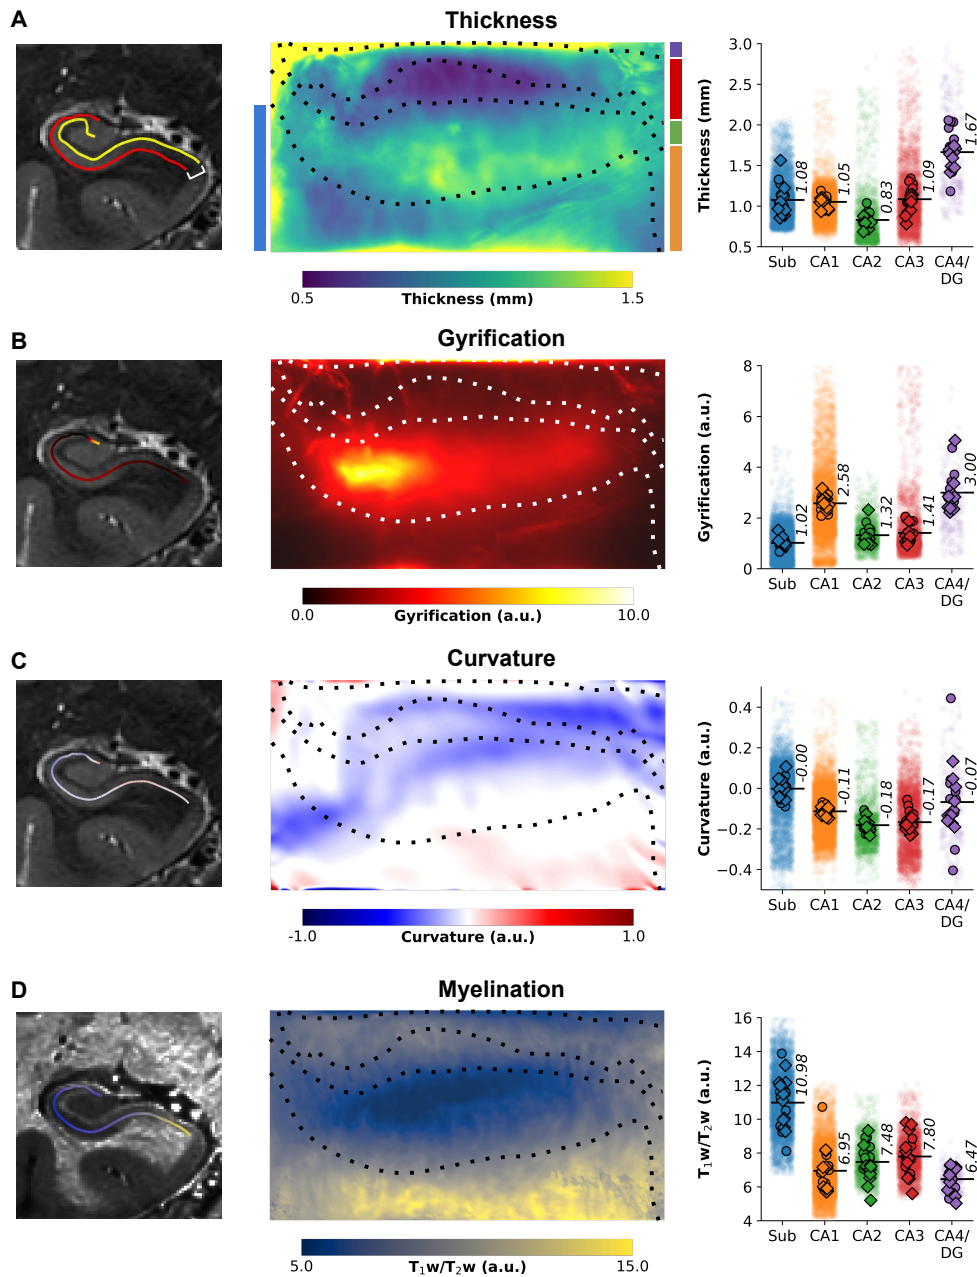 A
Thickness
0.5
1.5
Thickness (mm)
Thickness (mm)
3.0
2.5
2.0
1.5
1.0
0.5
1.08
1.05
0.83
1.09
1.67
Sub
CA1
CA2
CA3
CA4/
DG
B
Gyrification
0.0
10.0
Gyrification (a.u.)
Gyrification (a.u.)
8
6
4
2
0
1.02
2.58
1.32
1.41
3.00
Sub
CA1
CA2
CA3
CA4/
DG
C
Curvature
-1.0
1.0
Curvature (a.u.)
Curvature (a.u.)
0.4
0.2
0.0
−0.2
−0.4
-0.00
-0.11
-0.18
-0.17
-0.07
Sub
CA1
CA2
CA3
CA4/
DG
D
Myelination
5.0
15.0
T₁w/T₂w (a.u.)
T₁w/T₂w (a.u.)
16
14
12
10
8
6
4
10.98
6.95
7.48
7.80
6.47
Sub
CA1
CA2
CA3
CA4/
DG